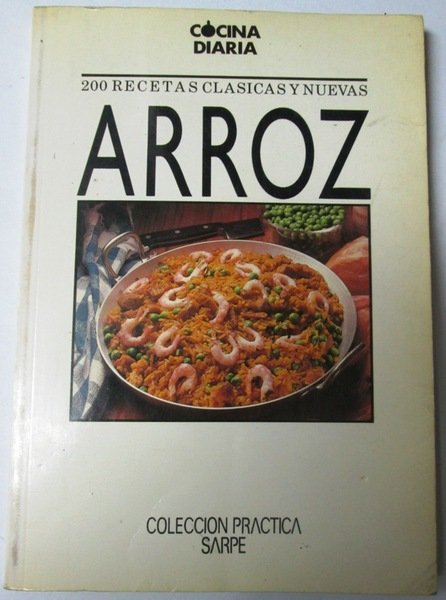 COCINA
DIARIA
200 RECETAS CLASICAS Y NUEVAS
ARROZ
COLECCION PRACTICA
SARPE